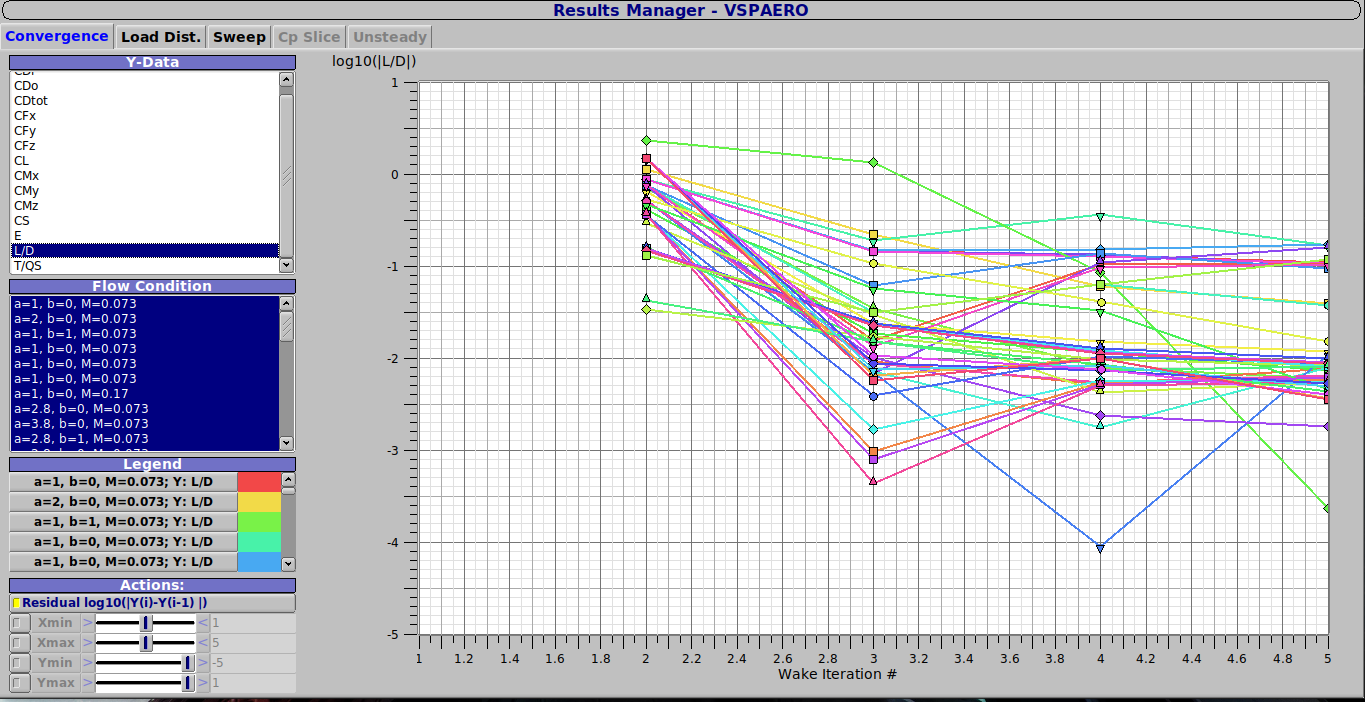 Results Manager - VSPAERO
Convergence Load Dist. Sweep Cp Slice Unsteady
Y-Data
CDo
CDtot
CFx
CFy
CFz
CL
CMx
CMy
CMz
CS
E
L/D
T/QS
Flow Condition
a=1, b=0, M=0.073
a=2, b=0, M=0.073
a=1, b=1, M=0.073
a=1, b=0, M=0.073
a=1, b=0, M=0.073
a=1, b=0, M=0.073
a=1, b=0, M=0.17
a=2.8, b=0, M=0.073
a=3.8, b=0, M=0.073
a=2.8, b=1, M=0.073
Legend
a=1, b=0, M=0.073; Y: L/D
a=2, b=0, M=0.073; Y: L/D
a=1, b=1, M=0.073; Y: L/D
a=1, b=0, M=0.073; Y: L/D
a=1, b=0, M=0.073; Y: L/D
Actions:
Residual log10(|Y(i)-Y(i-1) |)
Xmin > < 1
Xmax > < 5
Ymin > > -5
Ymax > > 1
log10(|L/D|)
1
0
-1
-2
-3
-4
-5
1 1.2 1.4 1.6 1.8 2 2.2 2.4 2.6 2.8 3 3.2 3.4 3.6 3.8 4 4.2 4.4 4.6 4.8 5
Wake Iteration #